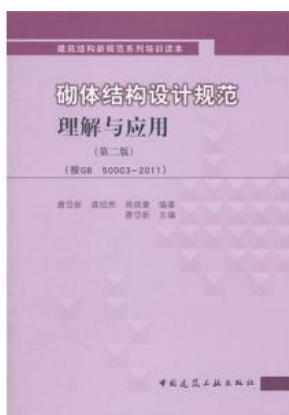 建筑结构新规范系列培训读本
砌体结构设计规范
理解与应用
(第二版)
(按GB 50003-2011)
唐岱新 龚绍熙 周炳章 编著
唐岱新 主编
中国建筑工业出版社